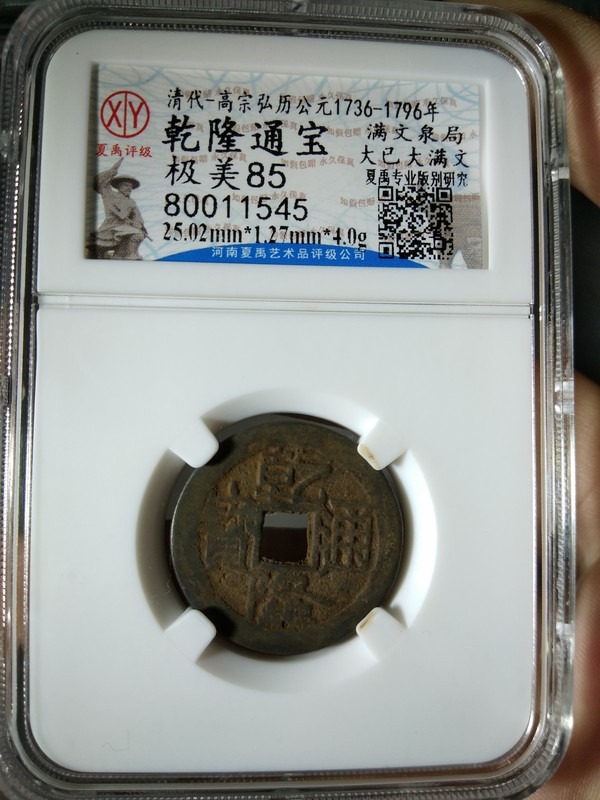 XY
夏禹评级
清代-高宗弘历公元1736-1796年
乾隆通宝
满文泉局
极美85
大已大满文
80011545
夏禹专业版别研究
25.02mm*1.27mm*4.0g
河南夏禹艺术品评级公司
乾隆通寳